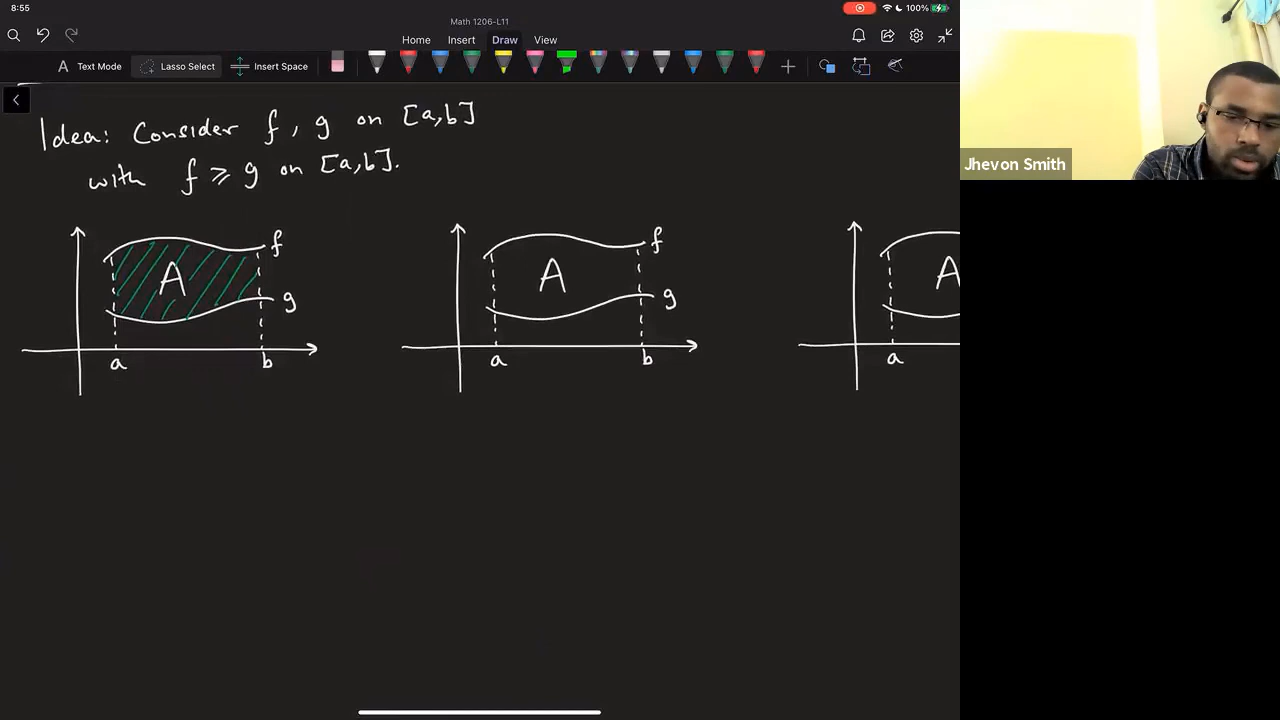 8:55
100%
Math 1206-L11
Home Insert Draw View
Text Mode Lasso Select Insert Space
Idea: Consider f, g on [a,b]
with f ⩾ g on [a,b].
f
A
g
a b
f
A
g
a b
A
a
Jhevon Smith